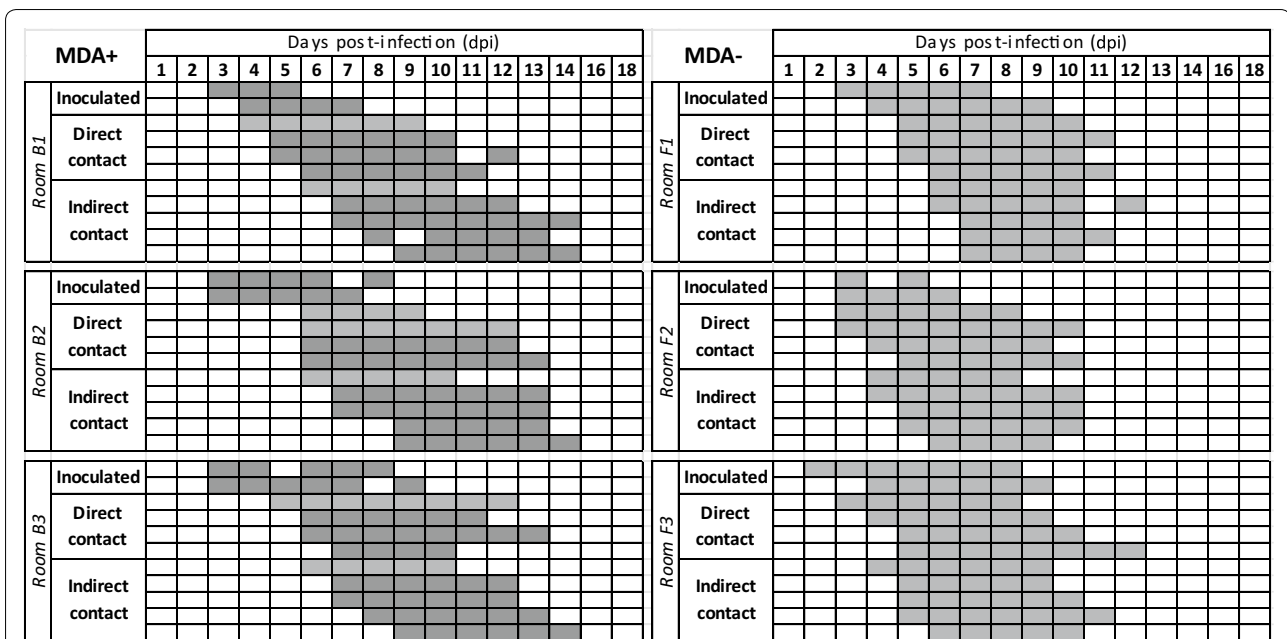 MDA+ Days post-infection (dpi) MDA- Days post-infection (dpi)
1 2 3 4 5 6 7 8 9 10 11 12 13 14 16 18 1 2 3 4 5 6 7 8 9 10 11 12 13 14 16 18
Room B1
Inoculated
Direct
contact
Indirect
contact
Room F1
Inoculated
Direct
contact
Indirect
contact
Room B2
Inoculated
Direct
contact
Indirect
contact
Room F2
Inoculated
Direct
contact
Indirect
contact
Room B3
Inoculated
Direct
contact
Indirect
contact
Room F3
Inoculated
Direct
contact
Indirect
contact